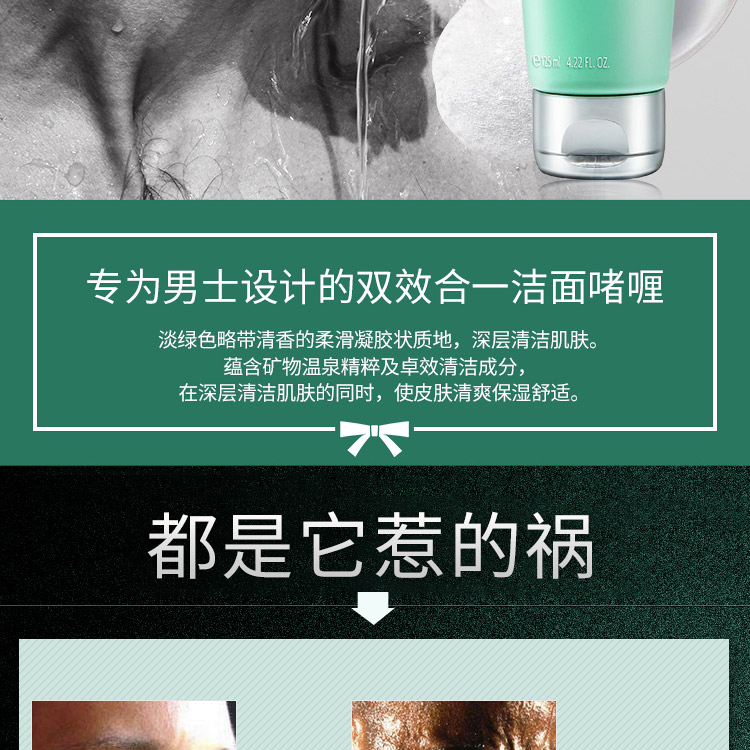 e125ml 4.22 FL. OZ.
专为男士设计的双效合一洁面啫喱
淡绿色略带清香的柔滑凝胶状质地，深层清洁肌肤。
蕴含矿物温泉精粹及卓效清洁成分，
在深层清洁肌肤的同时，使皮肤清爽保湿舒适。
都是它惹的祸